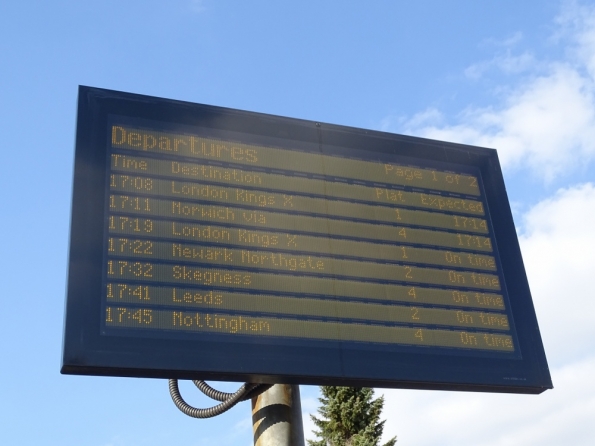 Departures Page 1 of 2
Time Destination Plat Expected
17:08 London Kings X 1 17:14
17:11 Norwich via 4 17:14
17:19 London Kings X 1 On time
17:22 Newark Northgate 2 On time
17:32 Skegness 4 On time
17:41 Leeds 2 On time
17:45 Nottingham 4 On time